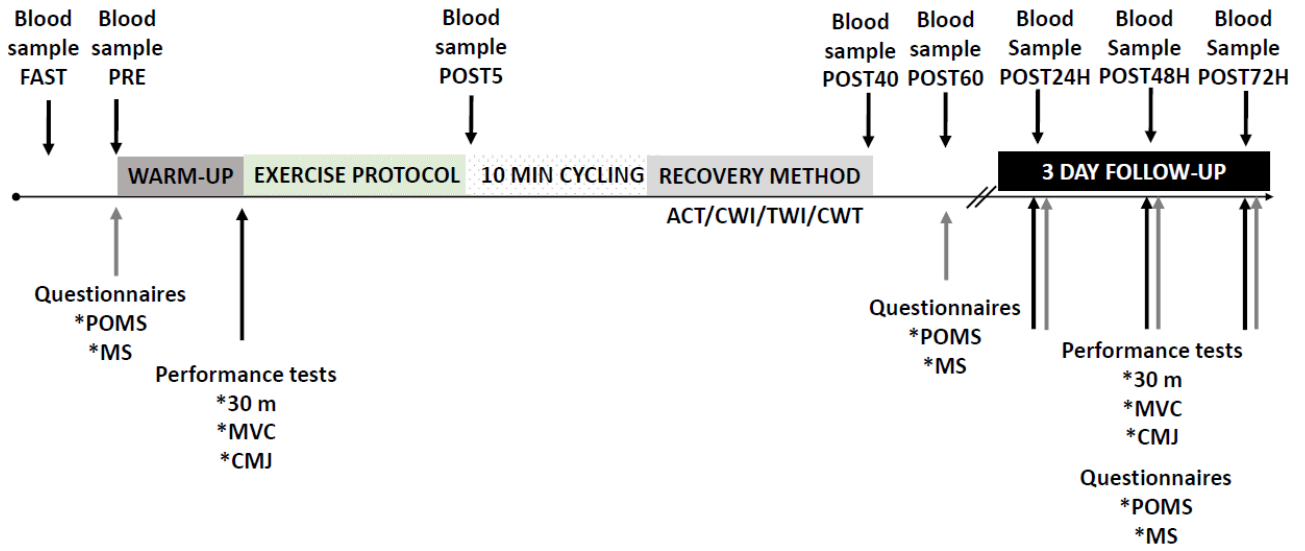 Blood
sample
FAST
Blood
sample
PRE
Blood
sample
POST5
Blood
sample
POST40
Blood
sample
POST60
Blood
Sample
POST24H
Blood
Sample
POST48H
Blood
Sample
POST72H
WARM-UP
EXERCISE PROTOCOL
10 MIN CYCLING
RECOVERY METHOD
3 DAY FOLLOW-UP
ACT/CWI/TWI/CWT
Questionnaires
*POMS
*MS
Performance tests
*30 m
*MVC
*CMJ
Questionnaires
*POMS
*MS
Performance tests
*30 m
*MVC
*CMJ
Questionnaires
*POMS
*MS